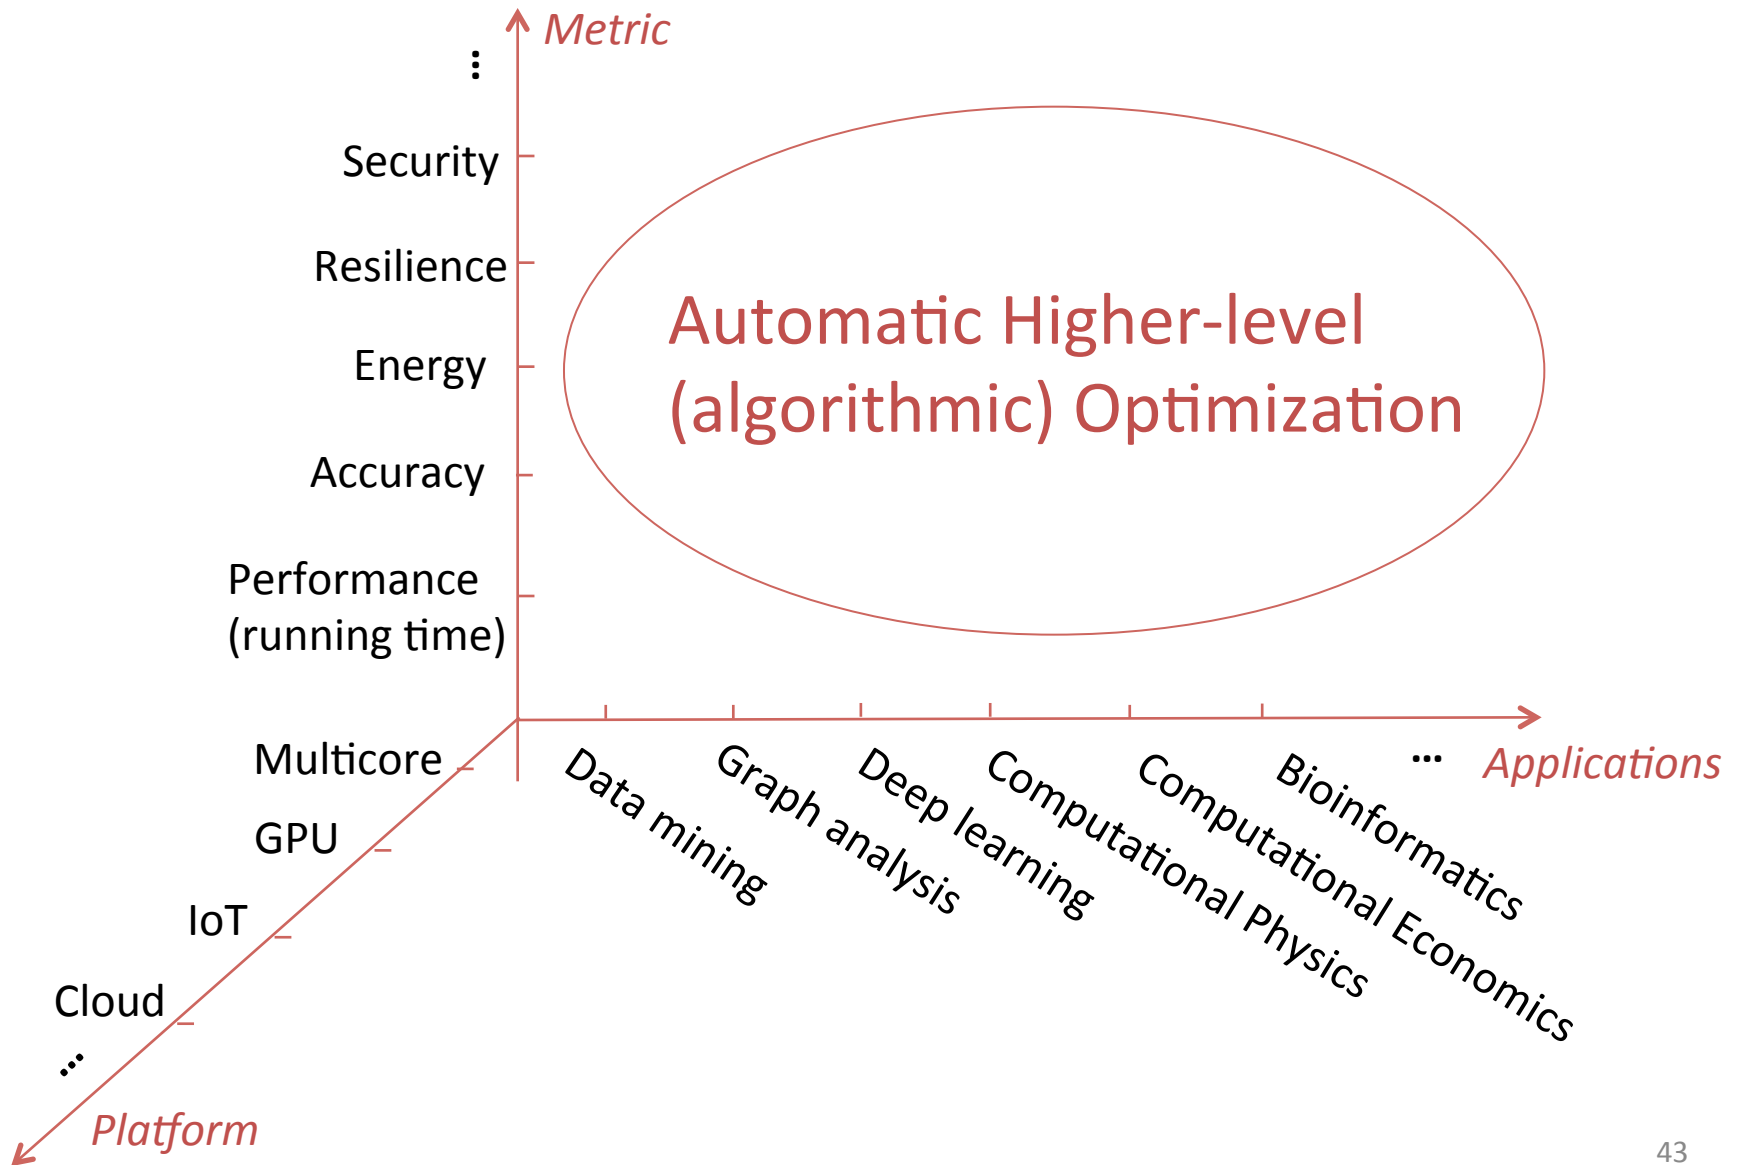 Metric
⋮
Security
Resilience
Energy
Accuracy
Performance
(running time)
Automatic Higher-level
(algorithmic) Optimization
Multicore
GPU
IoT
Cloud
...
Platform
Data mining
Graph analysis
Deep learning
Computational Physics
Computational Economics
Bioinformatics
...
Applications
43